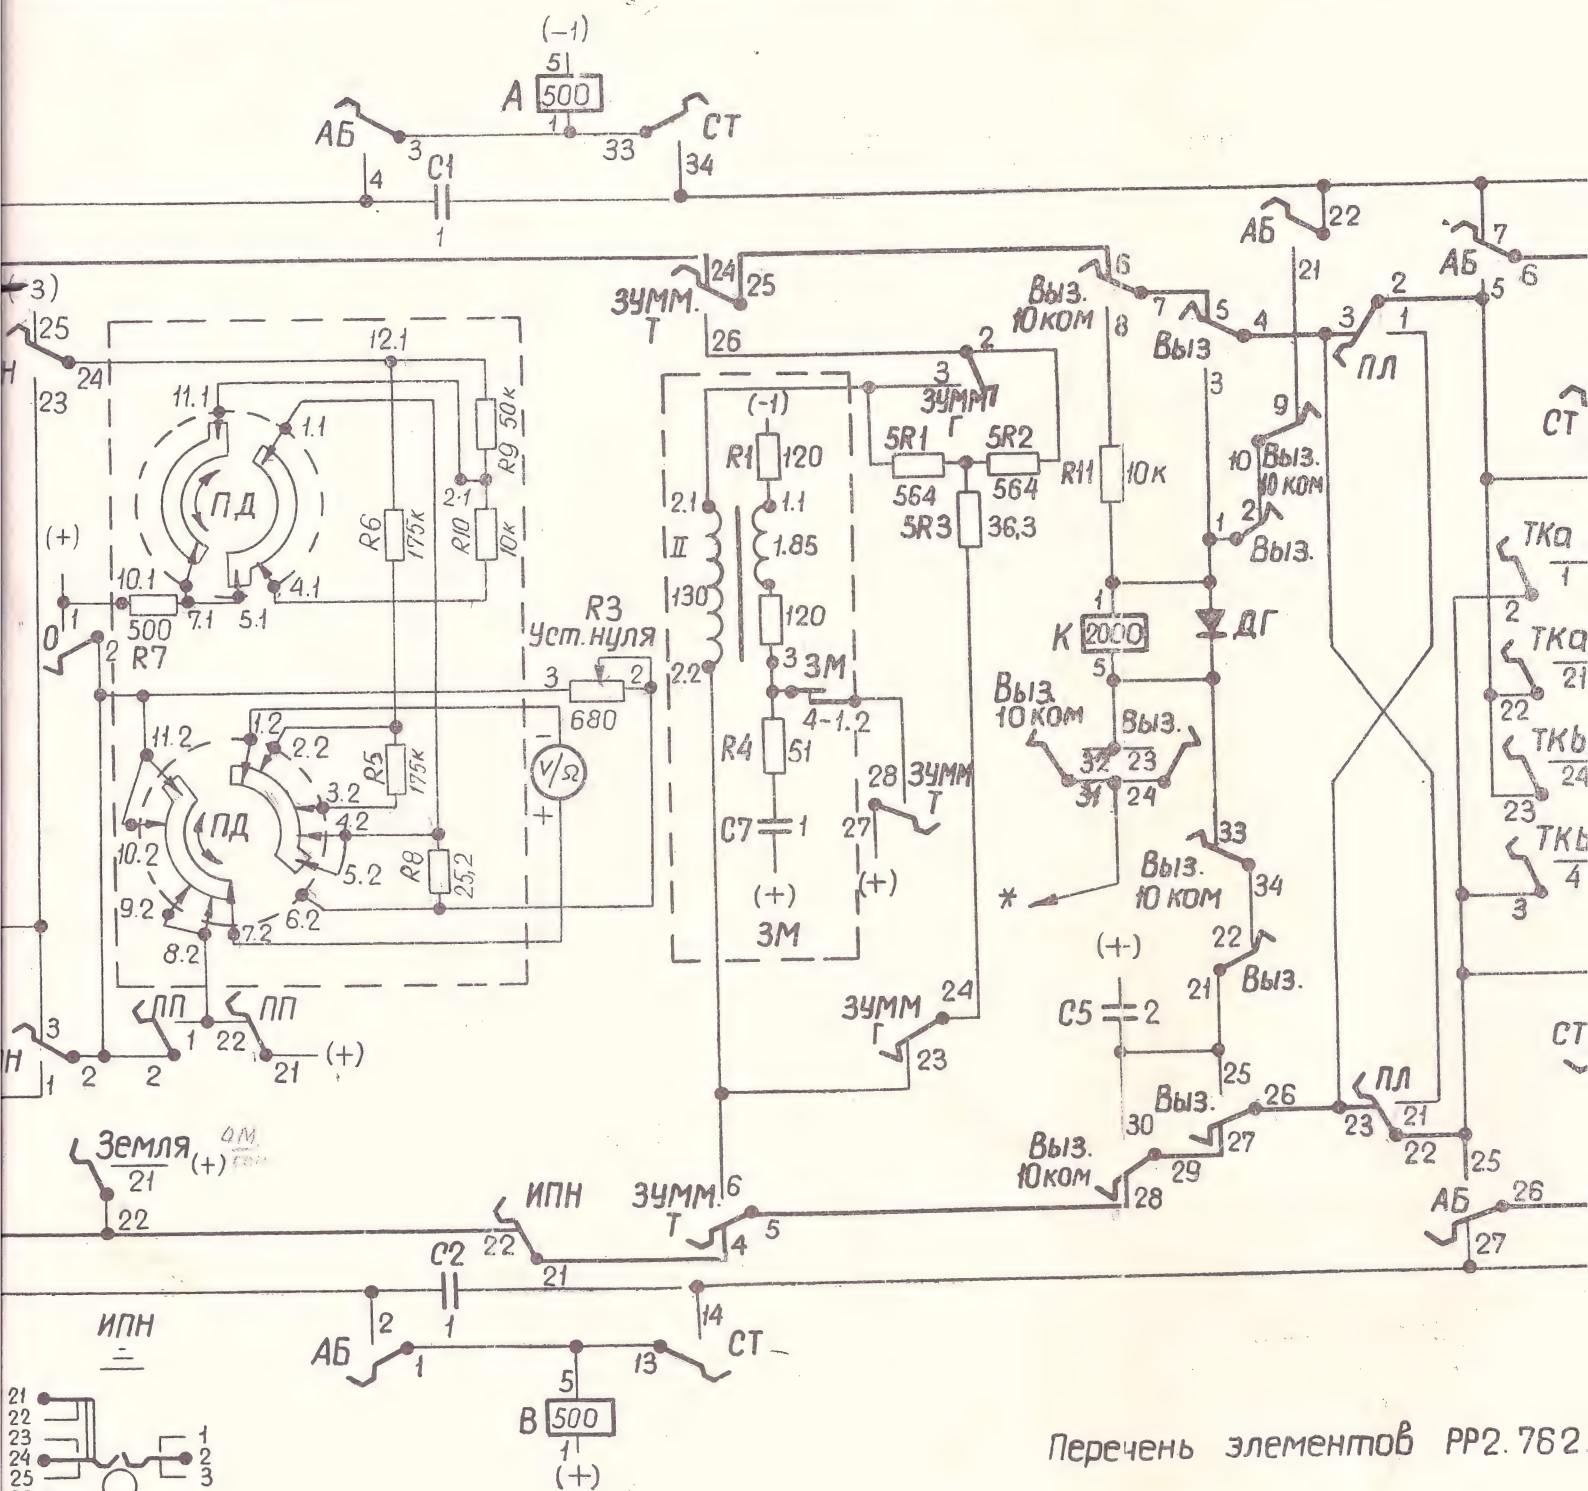 (-1)
5
А 500
1
АБ
3
33
СТ
4
С1
34
1
22
АБ
7
АБ
6
24
25
6
21
(-3)
ЗУММ.
Т
Выз.
10 ком
7
5
2
5
25
26
8
4
3
1
Н
24
12.1
2
Выз
ПЛ
23
11.1
1.1
3
ЗУММ
Г
3
9
СТ
50к
R9
(-1)
R1 120
5R1
5R2
R11
10к
10
Выз.
10 ком
ПД
2.1
2.1
1.1
564
564
(+)
R6
175к
R10
10к
II
1.85
5R3
36,3
1
2
Выз.
ТКа
1
10.1
4.1
130
1
2
1
500
7.1
5.1
R3
Уст. нуля
120
К 2000
ДГ
О
2
R7
5
ТКа
21
3
2
2.2
3
ЗМ
680
4-1.2
Выз.
10 ком
22
11.2
1.2
2.2
-
R4
51
Выз.
ТКb
24
R5
175к
V/Ω
28
ЗУММ
Т
32
23
3.2
+
31
24
23
ПД
4.2
С7
1
27
33
10.2
5.2
R8
25,2
Выз.
10 ком
34
4
(+)
(+)
*
3
9.2
6.2
7.2
8.2
ЗМ
(+)
22
ПП
ПП
ЗУММ
Г
24
21
Выз.
3
1
22
С5
2
СТ
Н
2
2
21
(+)
23
1
25
ПЛ
Выз.
26
21
Земля
21
(+)
30
27
23
22
Выз.
10 ком
29
25
ИПН
ЗУММ.
Т
6
28
АБ
26
22
22
4
5
27
С2
21
2
1
14
ИПН
АБ
1
13
СТ
5
В 500
1
(+)
21
22
23
24
25
1
2
3
Перечень элементов РР2.762.